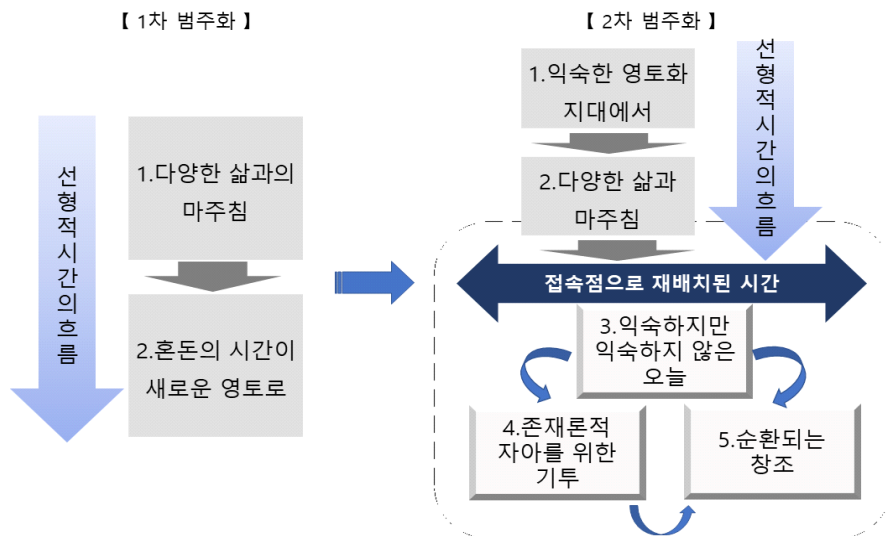 【 1차 범주화 】
선형적시간의흐름
1.다양한 삶과의
마주침
2.혼돈의 시간이
새로운 영토로
【 2차 범주화 】
1.익숙한 영토화
지대에서
2.다양한 삶과
마주침
선형적시간의흐름
접속점으로 재배치된 시간
3.익숙하지만
익숙하지 않은
오늘
4.존재론적
자아를 위한
기투
5.순환되는
창조